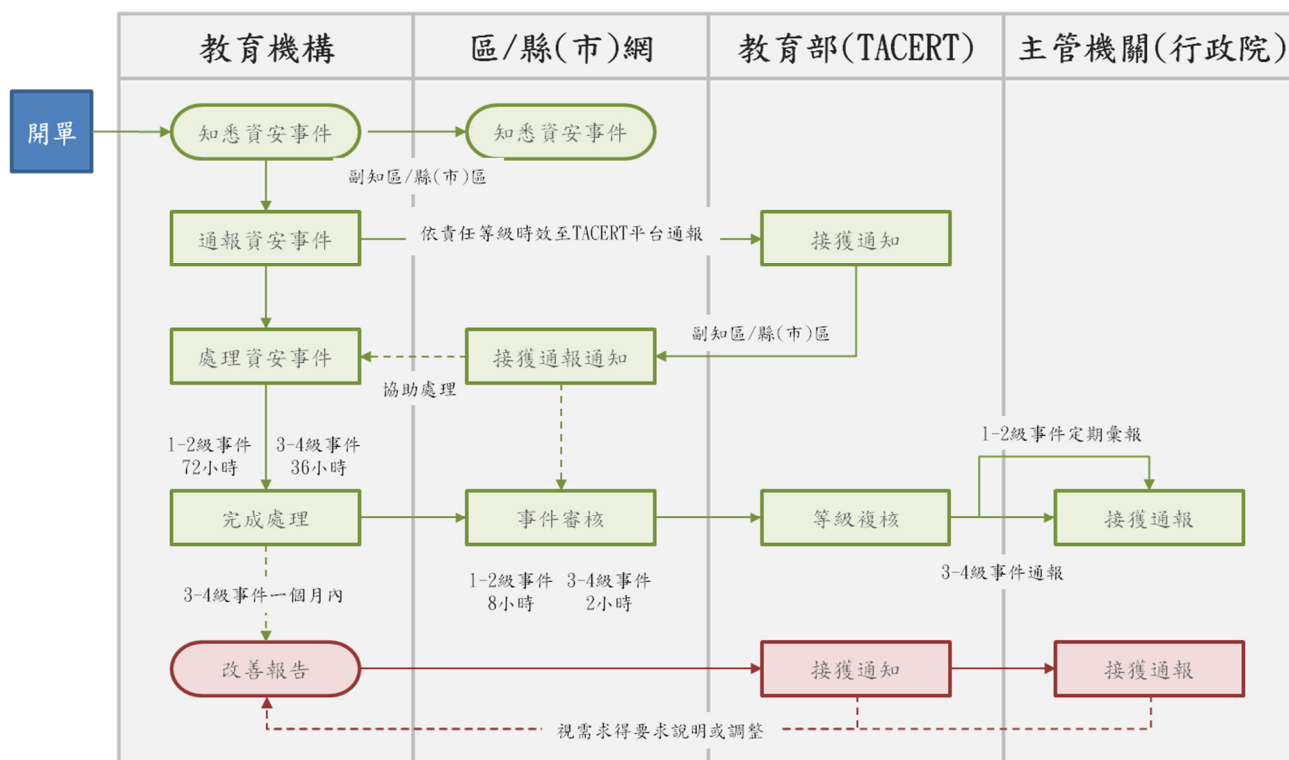 教育機構
區/縣(市)網
教育部(TACERT)
主管機關(行政院)
開單
知悉資安事件
知悉資安事件
副知區/縣(市)區
通報資安事件
依責任等級時效至TACERT平台通報
接獲通知
副知區/縣(市)區
處理資安事件
接獲通報通知
協助處理
1-2級事件
72小時
3-4級事件
36小時
1-2級事件定期彙報
完成處理
事件審核
等級複核
接獲通報
3-4級事件通報
1-2級事件
8小時
3-4級事件
2小時
3-4級事件一個月內
改善報告
接獲通知
接獲通報
視需求得要求說明或調整